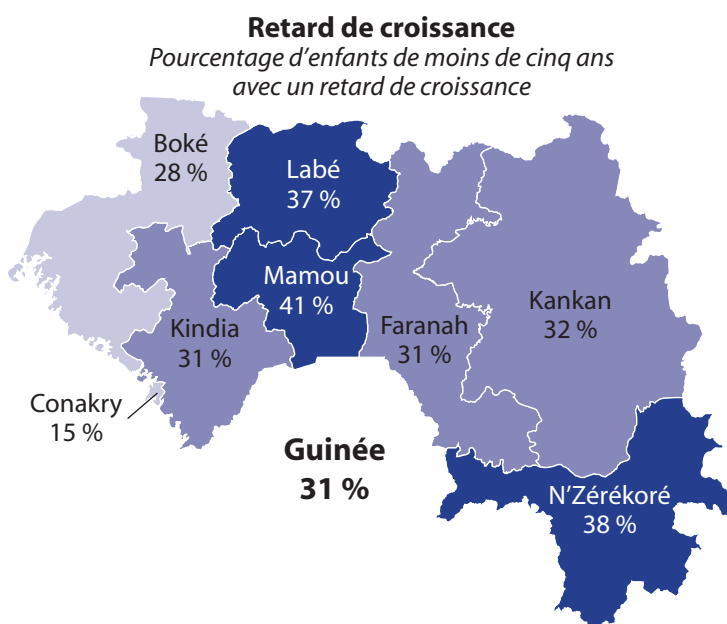 Retard de croissance
Pourcentage d'enfants de moins de cinq ans
avec un retard de croissance
Boké
28 %
Labé
37 %
Mamou
41 %
Kindia
31 %
Faranah
31 %
Kankan
32 %
Conakry
15 %
Guinée
31 %
N'Zérékoré
38 %